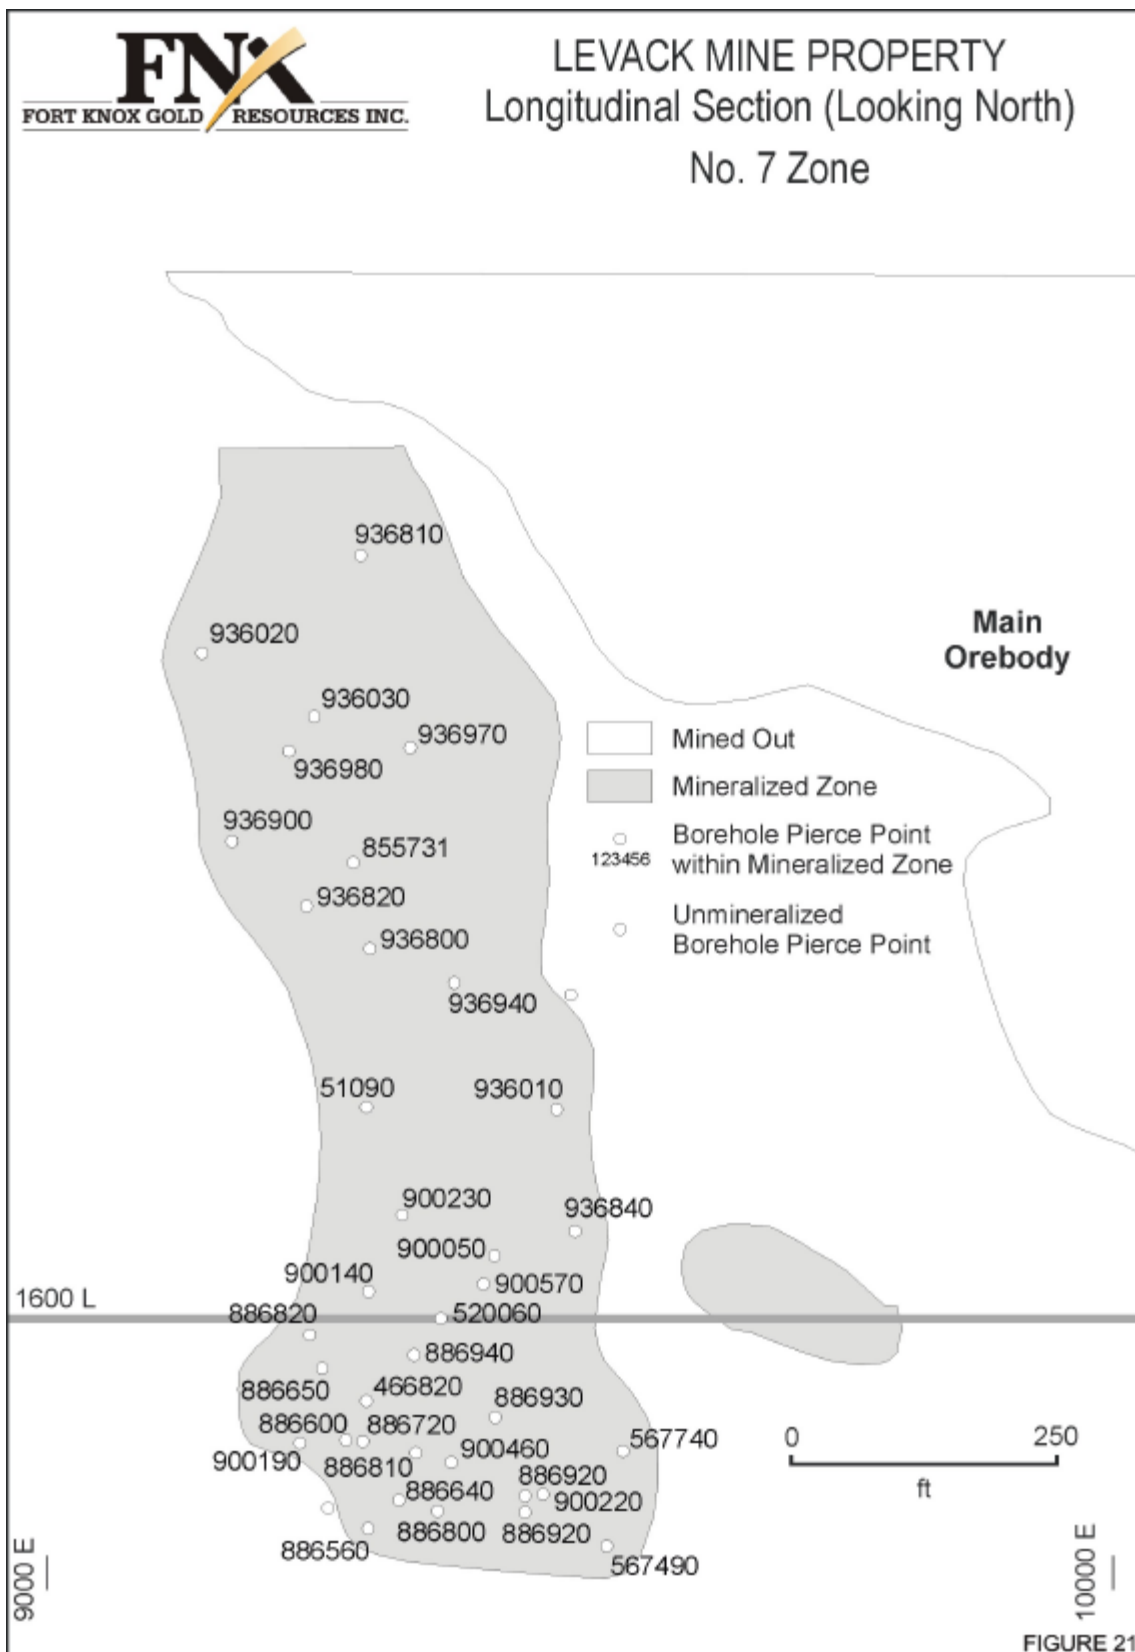 FNX
FORT KNOX GOLD RESOURCES INC.
LEVACK MINE PROPERTY
Longitudinal Section (Looking North)
No. 7 Zone
936810
936020
Main
Orebody
936030
936970
Mined Out
936980
Mineralized Zone
936900
855731
Borehole Pierce Point
123456 within Mineralized Zone
936820
Unmineralized
Borehole Pierce Point
936800
936940
51090
936010
900230
936840
900050
900140
900570
1600 L
886820
520060
886940
886650
466820
886930
886600
886720
567740
900190
886810
900460
886920
886640
900220
886800
886920
886560
567490
0 250
ft
9000 E
10000 E
FIGURE 21